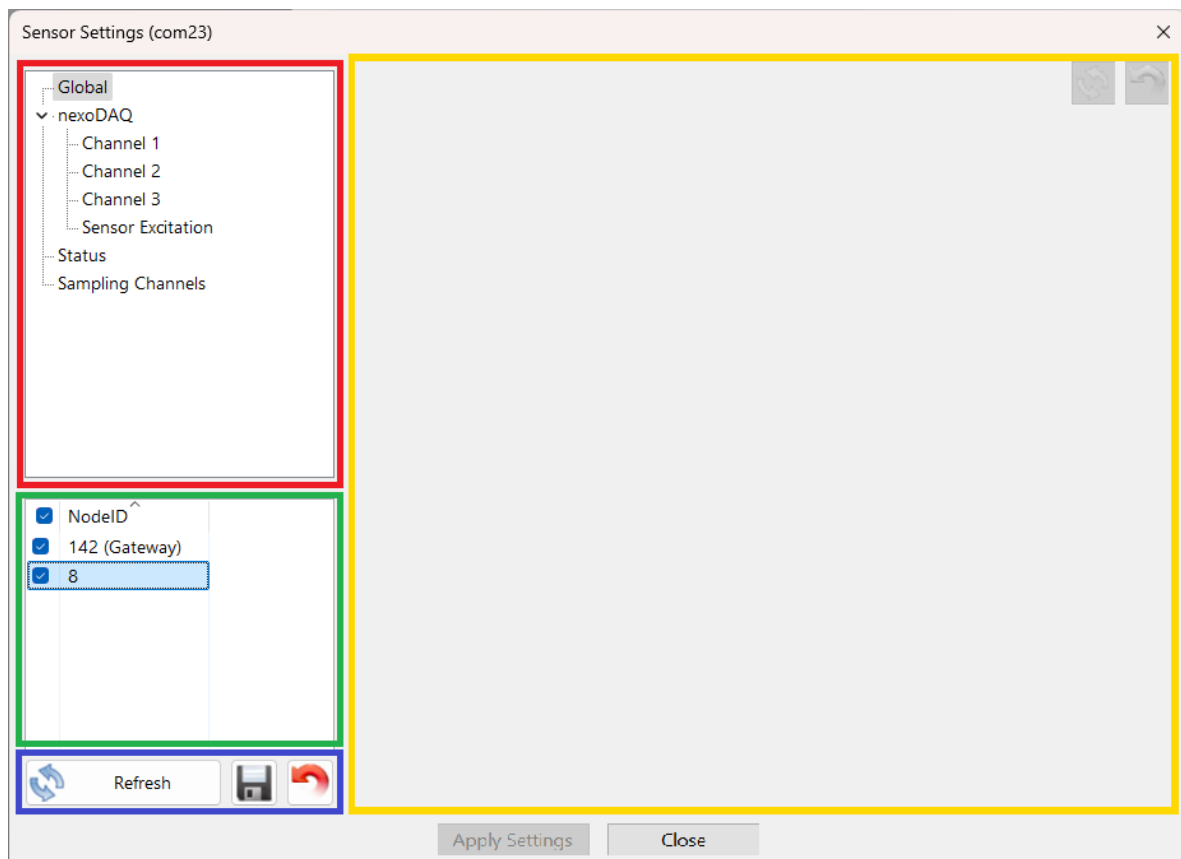 Sensor Settings (com23)
Global
nexoDAQ
Channel 1
Channel 2
Channel 3
Sensor Excitation
Status
Sampling Channels
NodeID
142 (Gateway)
8
Refresh
Apply Settings
Close